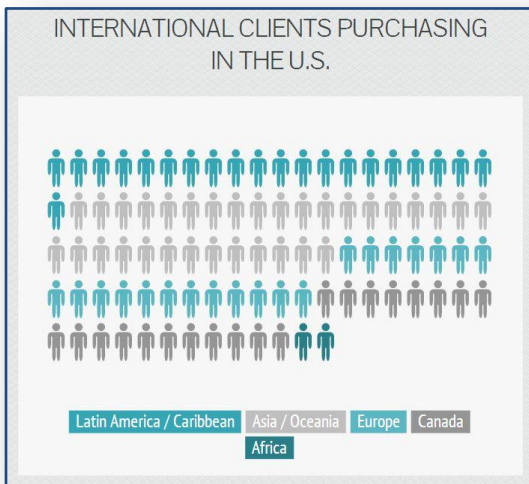 INTERNATIONAL CLIENTS PURCHASING
IN THE U.S.
Latin America / Caribbean Asia / Oceania Europe Canada
Africa